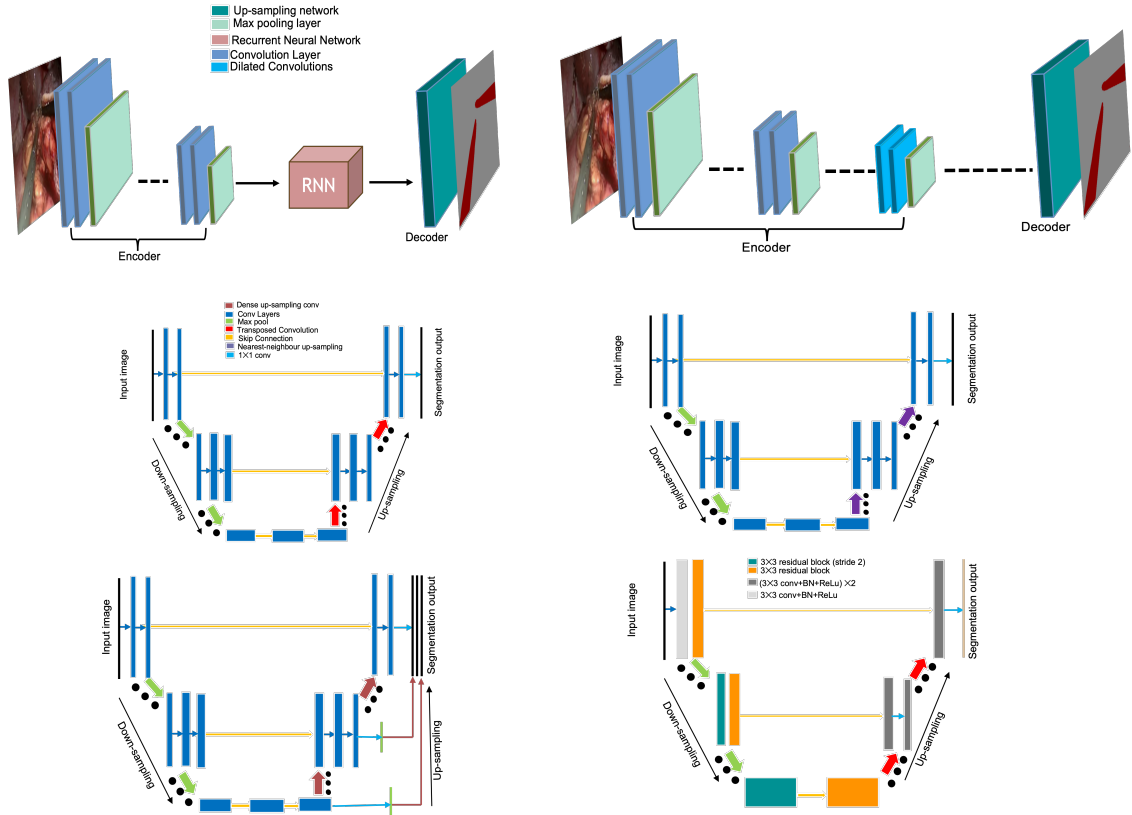 Up-sampling network
Max pooling layer
Recurrent Neural Network
Convolution Layer
Dilated Convolutions
RNN
Decoder
Encoder
Encoder
Decoder
Dense up-sampling conv
Conv Layers
Max pool
Transposed Convolution
Skip Connection
Nearest-neighbour up-sampling
1×1 conv
Input image
Down-sampling
Up-sampling
Segmentation output
Input image
Down-sampling
Up-sampling
Segmentation output
Input image
Down-sampling
Up-sampling
Segmentation output
3×3 residual block (stride 2)
3×3 residual block
(3×3 conv+BN+ReLu) ×2
3×3 conv+BN+ReLu
Input image
Down-sampling
Up-sampling
Segmentation output